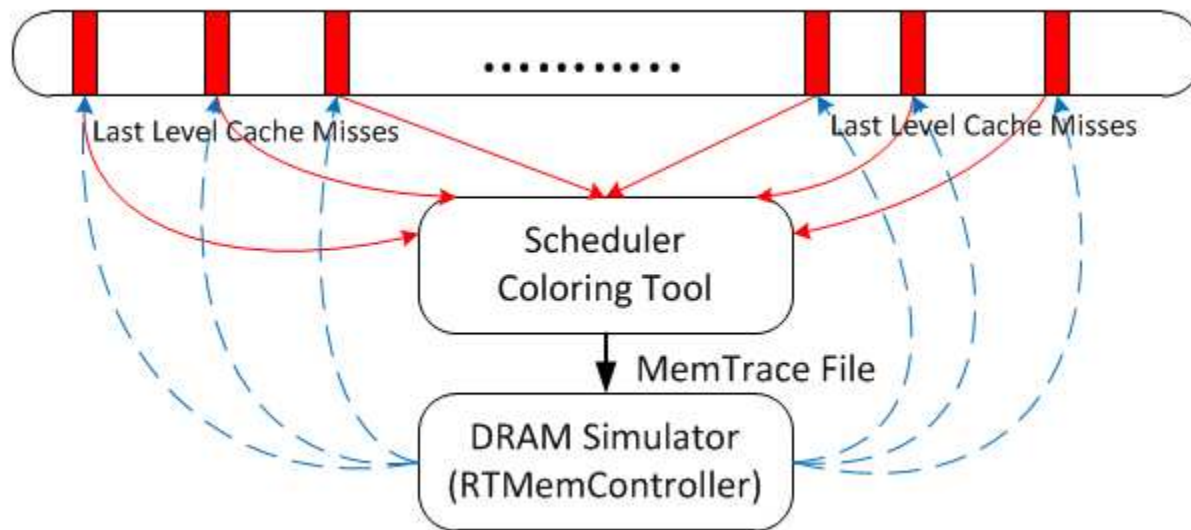 ...........
Last Level Cache Misses
Last Level Cache Misses
Scheduler
Coloring Tool
MemTrace File
DRAM Simulator
(RTMemController)